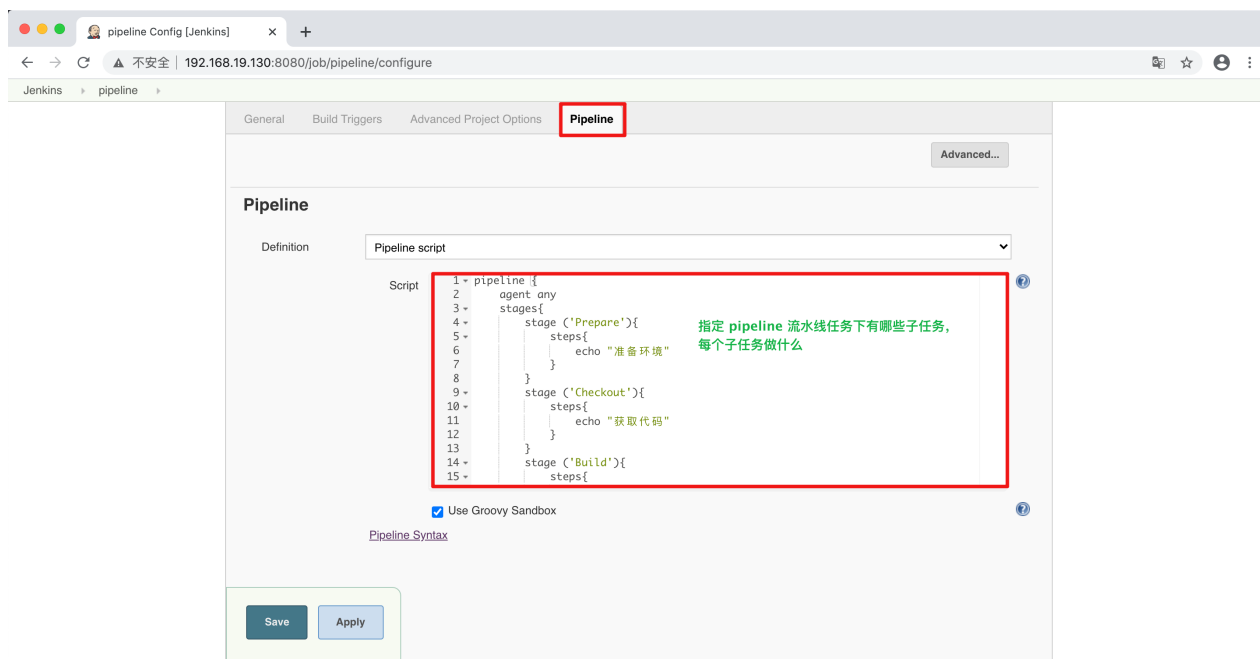 pipeline Config [Jenkins]
不安全 192.168.19.130:8080/job/pipeline/configure
Jenkins pipeline
General Build Triggers Advanced Project Options Pipeline
Advanced...
Pipeline
Definition Pipeline script
Script
1 pipeline {
2 agent any
3 stages{
4 stage ('Prepare'){
5 steps{
6 echo "准备环境"
7 }
8 }
9 stage ('Checkout'){
10 steps{
11 echo "获取代码"
12 }
13 }
14 stage ('Build'){
15 steps{
指定 pipeline 流水线任务下有哪些子任务,
每个子任务做什么
Use Groovy Sandbox
Pipeline Syntax
Save Apply